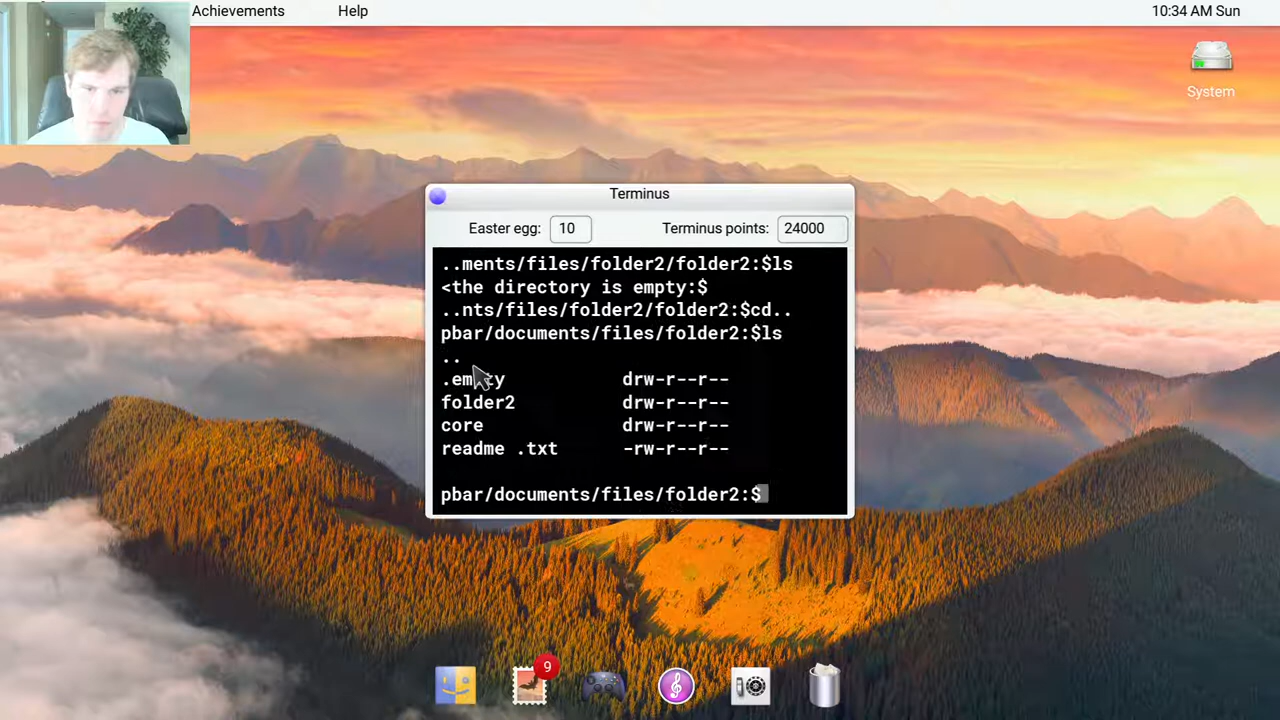 Achievements Help 10:34 AM Sun
System
Terminus
Easter egg: 10 Terminus points: 24000
..ments/files/folder2/folder2:$ls
<the directory is empty:$
..nts/files/folder2/folder2:$cd..
pbar/documents/files/folder2:$ls
..
.empty drw-r--r--
folder2 drw-r--r--
core drw-r--r--
readme .txt -rw-r--r--
pbar/documents/files/folder2:$
9